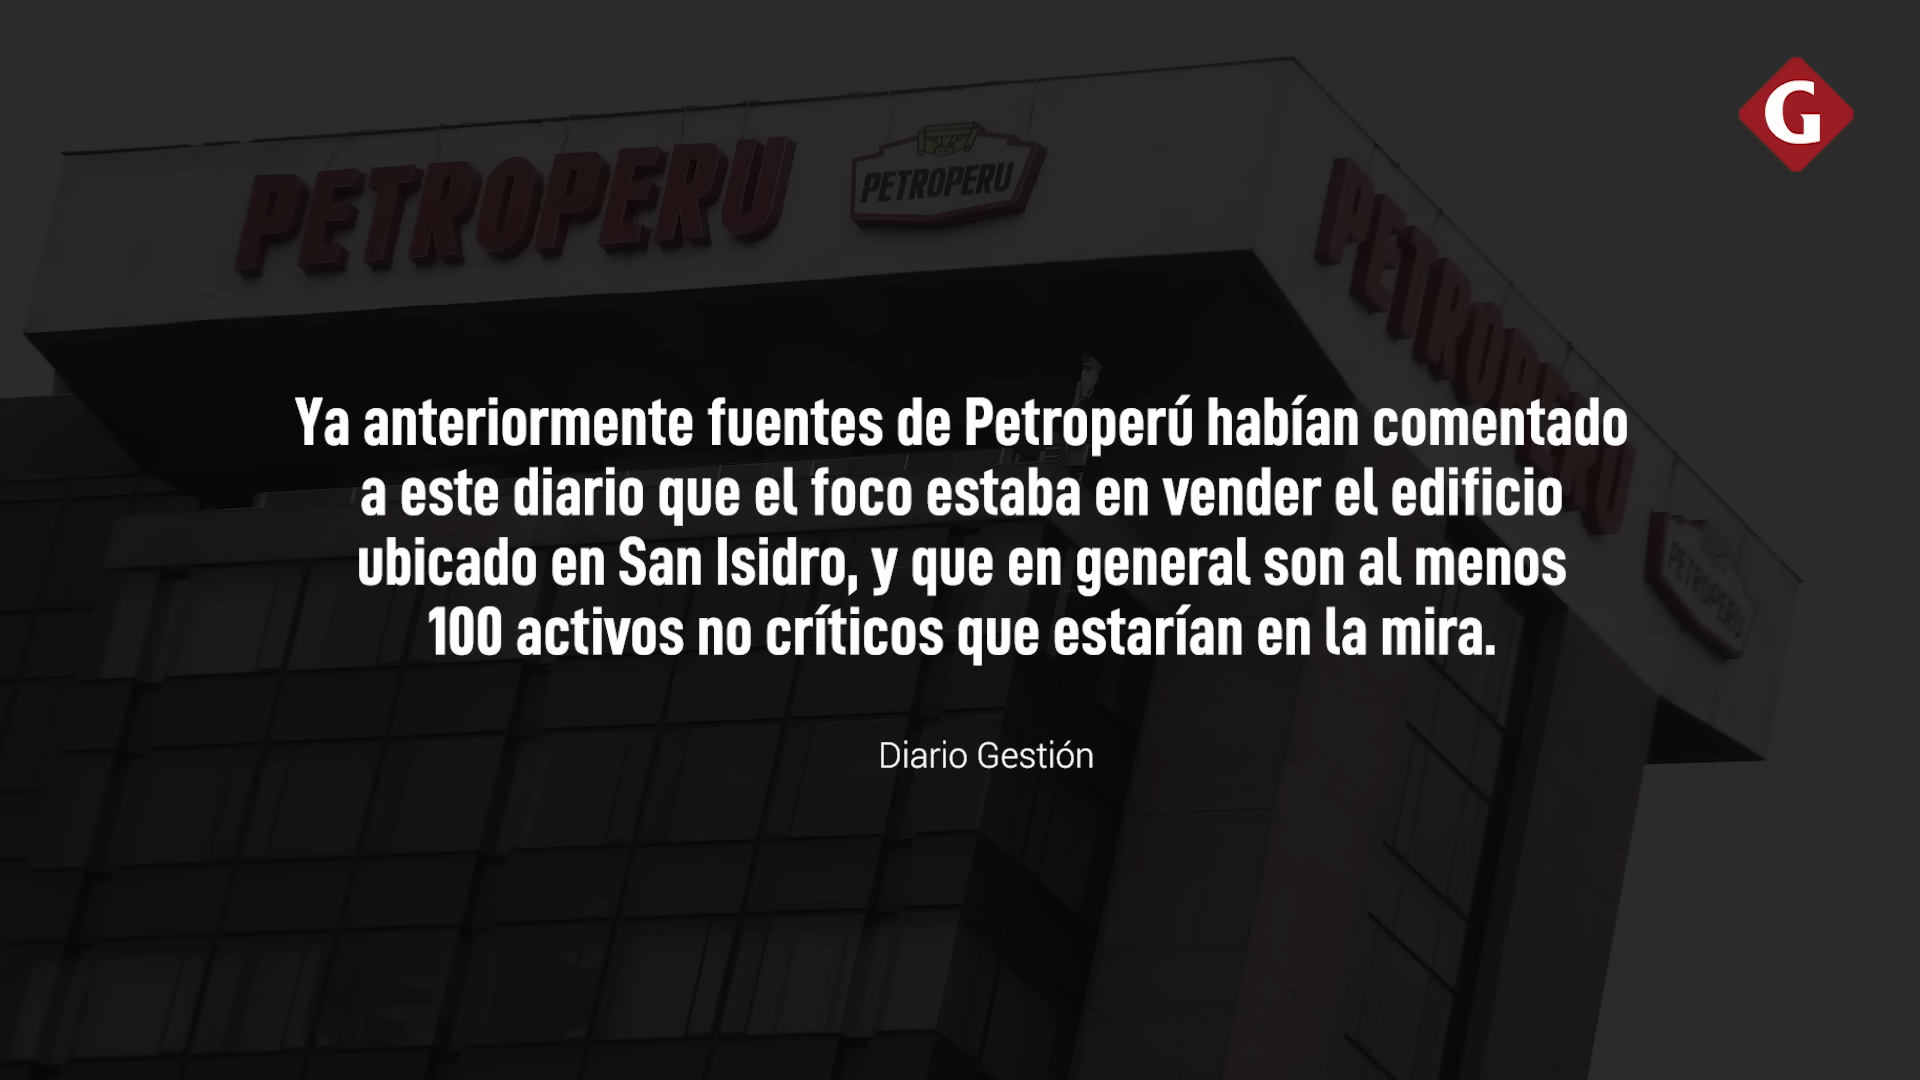 PETROPERU
PETROPERU
PETROPERU
PETROPERU
G
Ya anteriormente fuentes de Petroperú habían comentado
a este diario que el foco estaba en vender el edificio
ubicado en San Isidro, y que en general son al menos
100 activos no críticos que estarían en la mira.
Diario Gestión